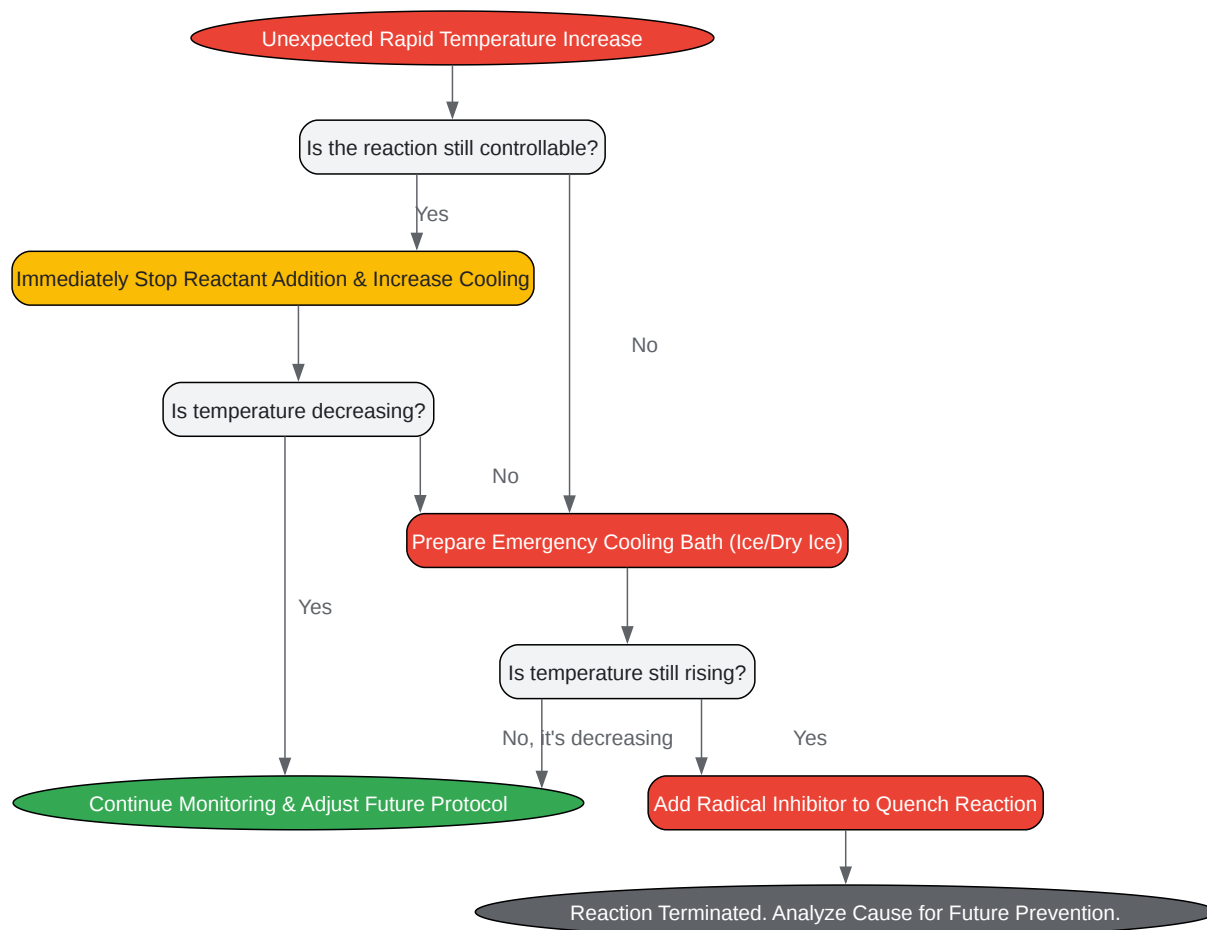 Unexpected Rapid Temperature Increase
Is the reaction still controllable?
Yes
Immediately Stop Reactant Addition & Increase Cooling
No
Is temperature decreasing?
No
Prepare Emergency Cooling Bath (Ice/Dry Ice)
Yes
Is temperature still rising?
No, it's decreasing
Yes
Continue Monitoring & Adjust Future Protocol
Add Radical Inhibitor to Quench Reaction
Reaction Terminated. Analyze Cause for Future Prevention.